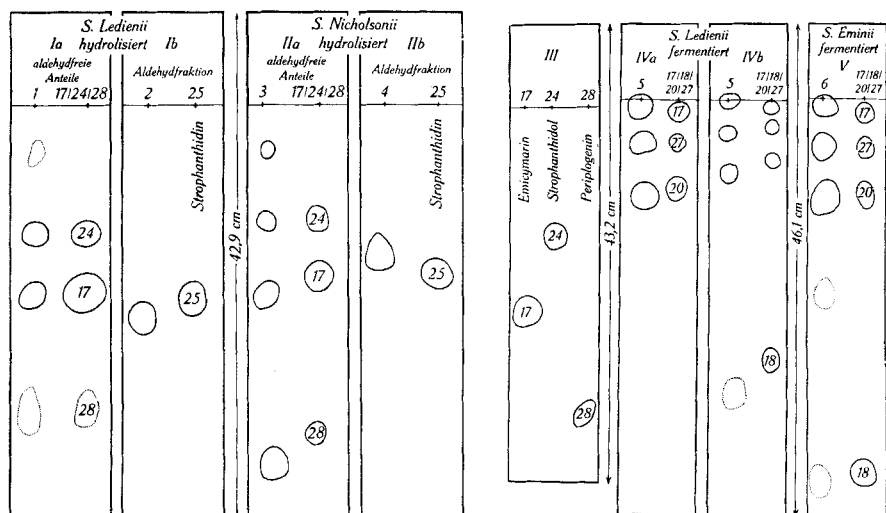 S. Ledienii
Ia hydrolisiert Ib
aldehydfreie
Anteile
1 17|24|28
Aldehydfraktion
2 25
Strophanthidin
24
17
25
28
42,9 cm
S. Nicholsonii
IIa hydrolisiert IIb
aldehydfreie
Anteile
3 17|24|28
Aldehydfraktion
4 25
Strophanthidin
24
17
25
28
III
17 24 28
Emicymarin
Strophanthidol
Periplogenin
24
17
28
43,2 cm
S. Ledienii
fermentiert
IVa IVb
5 17|18|
20|27
5 17|18|
20|27
17
27
20
18
46,1 cm
S. Eminii
fermentiert
V
6 17|18|
20|27
17
27
20
18